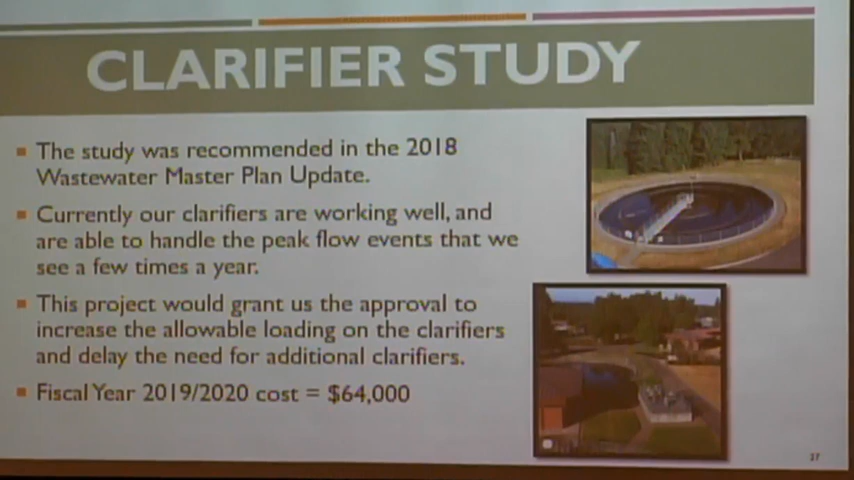 CLARIFIER STUDY
The study was recommended in the 2018
Wastewater Master Plan Update.
Currently our clarifiers are working well, and
are able to handle the peak flow events that we
see a few times a year.
This project would grant us the approval to
increase the allowable loading on the clarifiers
and delay the need for additional clarifiers.
Fiscal Year 2019/2020 cost = $64,000
37